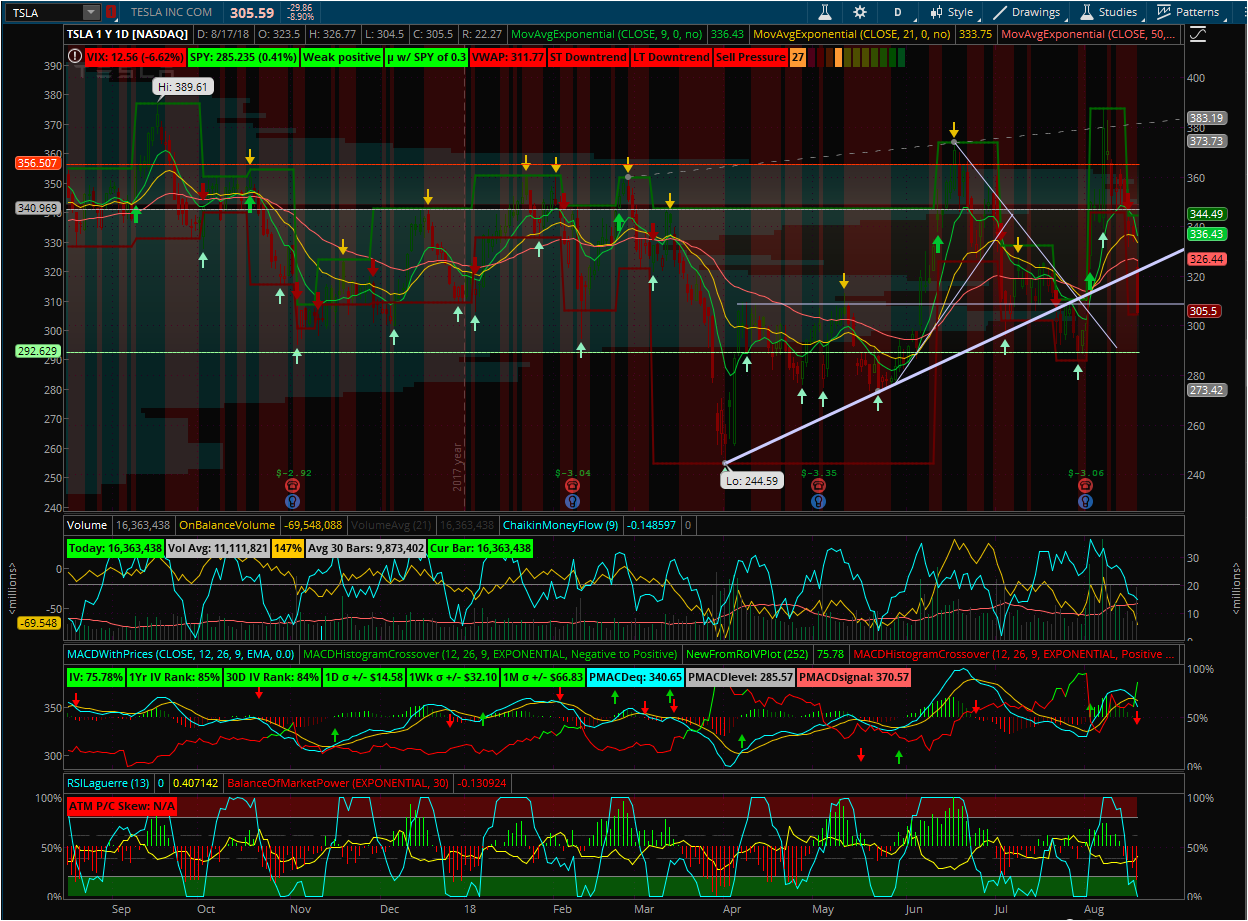 TSLA TESLA INC COM 305.59 -29.86 -8.90% D Style Drawings Studies Patterns
TSLA 1 Y 1D [NASDAQ] D: 8/17/18 O: 323.5 H: 326.77 L: 304.5 C: 305.5 R: 22.27 MovAvgExponential (CLOSE, 9, 0, no) 336.43 MovAvgExponential (CLOSE, 21, 0, no) 333.75 MovAvgExponential (CLOSE, 50,...
VIX: 12.56 (-6.62%) SPY: 285.235 (0.41%) Weak positive μ w/ SPY of 0.3 VWAP: 311.77 ST Downtrend LT Downtrend Sell Pressure 27
TESLA
Hi: 389.61
390
380
370
356.507
350
340.969
330
320
310
300
292.629
290
280
270
260
250
240
400
383.19
380
373.73
360
344.49
336.43
326.44
320
305.5
300
280
273.42
260
240
Lo: 244.59
2017 year
$-2.92 $-3.04 $-3.35 $-3.06
Volume 16,363,438 OnBalanceVolume -69,548,088 VolumeAvg (21) 16,363,438 ChaikinMoneyFlow (9) -0.148597 0
Today: 16,363,438 Vol Avg: 11,111,821 147% Avg 30 Bars: 9,873,402 Cur Bar: 16,363,438
<millions>
0
-50
-69.548
30
20
10
<millions>
MACDWithPrices (CLOSE, 12, 26, 9, EMA, 0.0) MACDHistogramCrossover (12, 26, 9, EXPONENTIAL, Negative to Positive) NewFromRolVPlot (252) 75.78 MACDHistogramCrossover (12, 26, 9, EXPONENTIAL, Positive ...
IV: 75.78% 1Yr IV Rank: 85% 30D IV Rank: 84% 1D σ +/- $14.58 1Wk σ +/- $32.10 1M σ +/- $66.83 PMACDeq: 340.65 PMACDlevel: 285.57 PMACDsignal: 370.57
350
300
100%
50%
0%
RSILaguerre (13) 0 0.407142 BalanceOfMarketPower (EXPONENTIAL, 30) -0.130924
ATM P/C Skew: N/A
100%
50%
0%
100%
50%
0%
Sep Oct Nov Dec 18 Feb Mar Apr May Jun Jul Aug